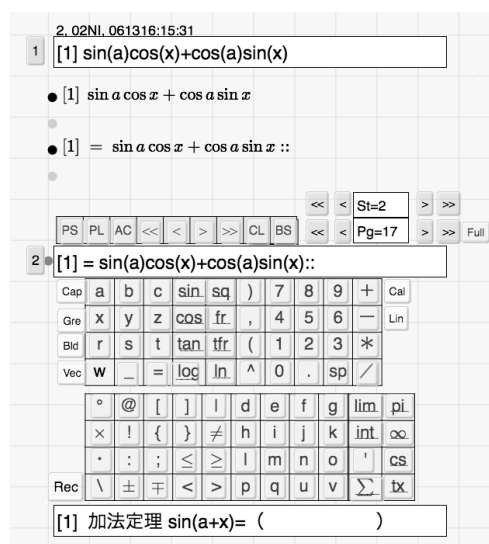 2, 02NI, 061316:15:31
1 [1] sin(a)cos(x)+cos(a)sin(x)
[1] sin a cos x + cos a sin x
[1] = sin a cos x + cos a sin x ::
<< < St=2 > >>
PS PL AC << < > >> CL BS << < Pg=17 > >> Full
2 [1] = sin(a)cos(x)+cos(a)sin(x)::
Cap a b c sin sq ) 7 8 9 + Cal
Gre x y z cos fr , 4 5 6 − Lin
Bld r s t tan tfr ( 1 2 3 *
Vec w _ = log ln ^ 0 . sp /
° @ [ ] | d e f g lim pi
× ! { } ≠ h i j k int ∞
· : ; ≤ ≥ l m n o ' cs
Rec \ ± ∓ < > p q u v ∑ tx
[1] 加法定理 sin(a+x)=（ ）